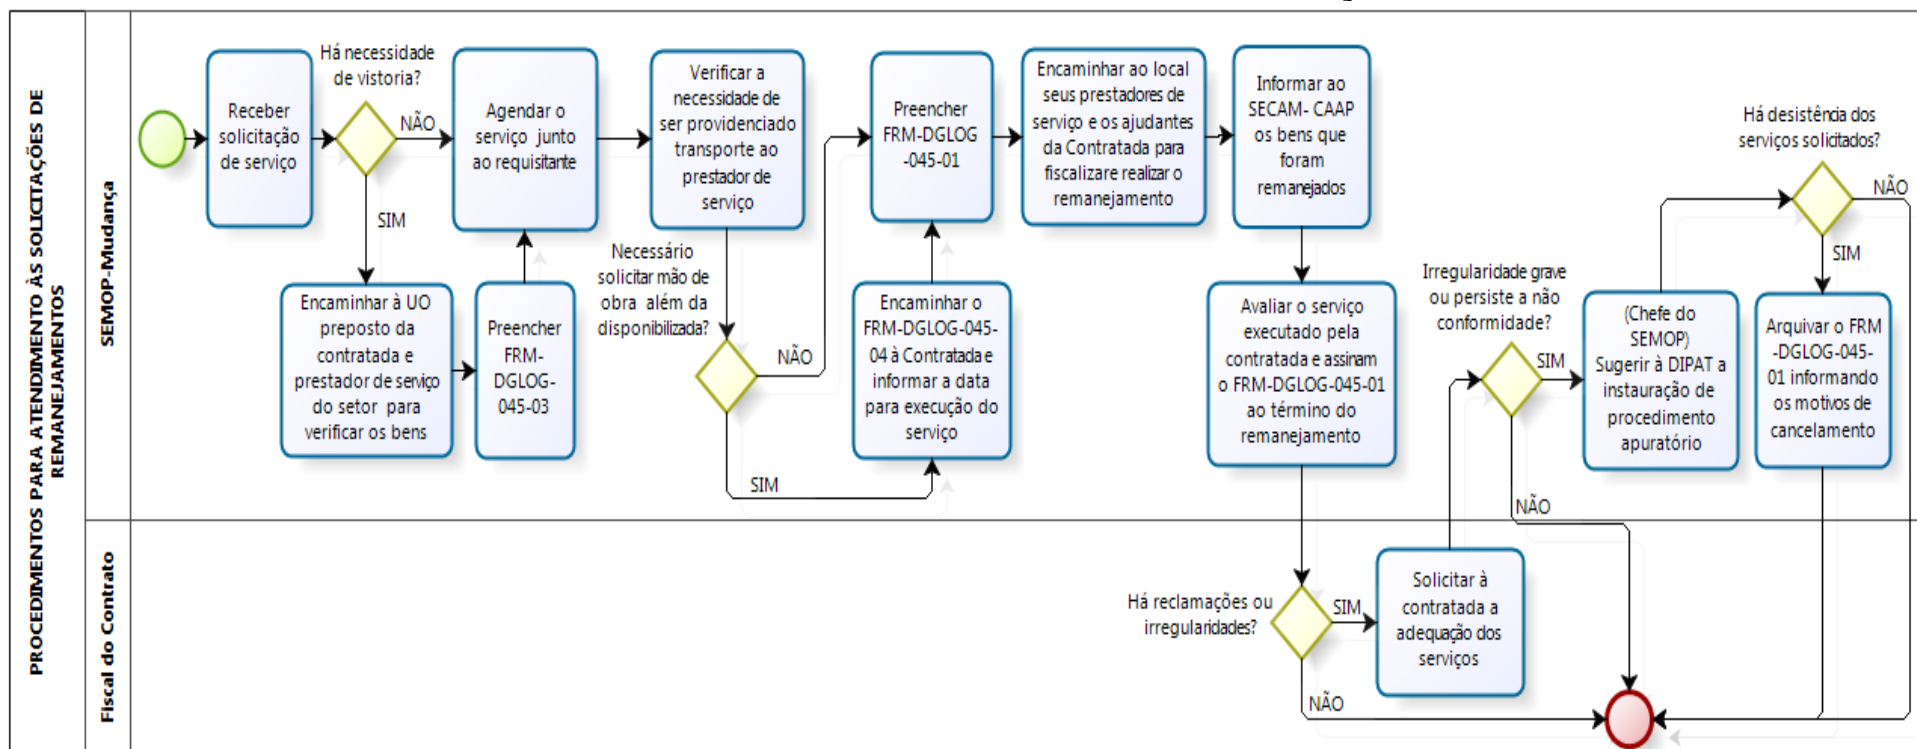 PROCEDIMENTOS PARA ATENDIMENTO ÀS SOLICITAÇÕES DE
REMANEJAMENTOS
SEMOP-Mudança
Fiscal do Contrato
Receber
solicitação
de serviço
Há necessidade
de vistoria?
NÃO
SIM
Encaminhar à UO
preposto da
contratada e
prestador de serviço
do setor para
verificar os bens
Preencher
FRM-
DGLOG-
045-03
Agendar o
serviço junto
ao requisitante
Verificar a
necessidade de
ser providenciado
transporte ao
prestador de
serviço
Necessário
solicitar mão de
obra além da
disponibilizada?
NÃO
SIM
Encaminhar o
FRM-DGLOG-045-
04 à Contratada e
informar a data
para execução do
serviço
Preencher
FRM-DGLOG
-045-01
Encaminhar ao local
seus prestadores de
serviço e os ajudantes
da Contratada para
fiscalizare realizar o
remanejamento
Informar ao
SECAM- CAAP
os bens que
foram
remanejados
Avaliar o serviço
executado pela
contratada e assinam
o FRM-DGLOG-045-01
ao término do
remanejamento
Há reclamações ou
irregularidades?
SIM
NÃO
Solicitar à
contratada a
adequação dos
serviços
Irregularidade grave
ou persiste a não
conformidade?
SIM
NÃO
(Chefe do
SEMOP)
Sugerir à DIPAT a
instauração de
procedimento
apuratório
Há desistência dos
serviços solicitados?
NÃO
SIM
Arquivar o FRM
-DGLOG-045-
01 informando
os motivos de
cancelamento